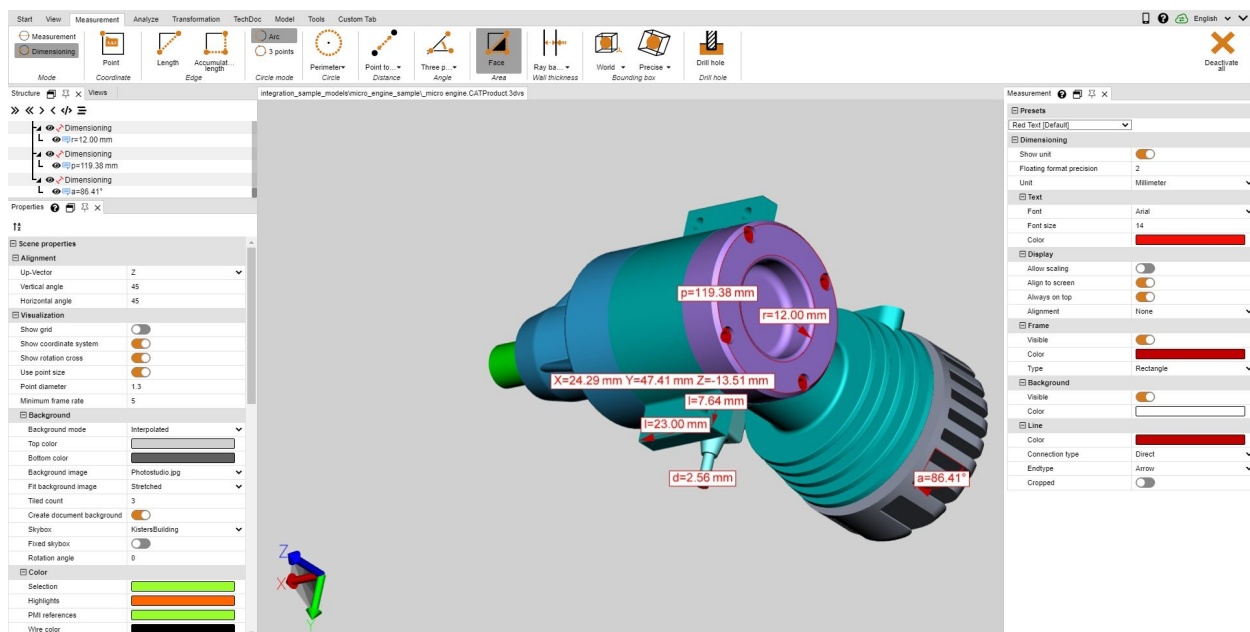 Start View Measurement Analyze Transformation TechDoc Model Tools Custom Tab English
Measurement
Dimensioning
Mode
Point
Coordinate
Length
Accumulat...
length
Edge
Arc
3 points
Circle mode
Perimeter
Circle
Point to...
Distance
Three p...
Angle
Face
Area
Ray ba...
Wall thickness
World
Precise
Bounding box
Drill hole
Drill hole
Deactivate
all
Structure Views
Dimensioning
r=12.00 mm
Dimensioning
p=119.38 mm
Dimensioning
a=86.41°
Properties
Scene properties
Alignment
Up-Vector Z
Vertical angle 45
Horizontal angle 45
Visualization
Show grid
Show coordinate system
Show rotation cross
Use point size
Point diameter 1.3
Minimum frame rate 5
Background
Background mode Interpolated
Top color
Bottom color
Background image Photostudio.jpg
Fit background image Stretched
Tiled count 3
Create document background
Skybox KistersBuilding
Fixed skybox
Rotation angle 0
Color
Selection
Highlights
PMI references
Wire color
integration_sample_models\micro_engine_sample\_micro engine.CATProduct.3dvs
p=119.38 mm
r=12.00 mm
X=24.29 mm Y=47.41 mm Z=-13.51 mm
l=7.64 mm
l=23.00 mm
d=2.56 mm
a=86.41°
Z
X
Y
Measurement
Presets
Red Text [Default]
Dimensioning
Show unit
Floating format precision 2
Unit Millimeter
Text
Font Arial
Font size 14
Color
Display
Allow scaling
Align to screen
Always on top
Alignment None
Frame
Visible
Color
Type Rectangle
Background
Visible
Color
Line
Color
Connection type Direct
Endtype Arrow
Cropped